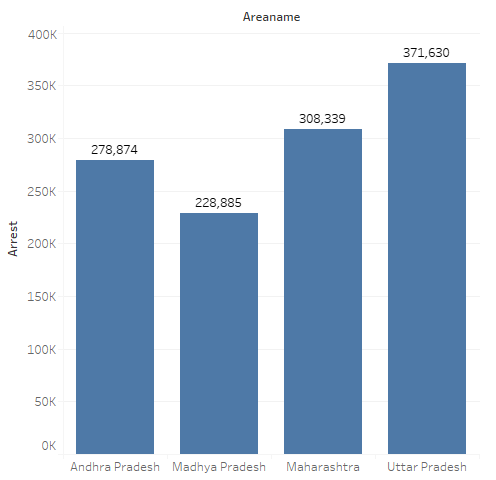 Areaname
400K
350K
300K
250K
200K
150K
100K
50K
0K
Arrest
278,874
228,885
308,339
371,630
Andhra Pradesh
Madhya Pradesh
Maharashtra
Uttar Pradesh